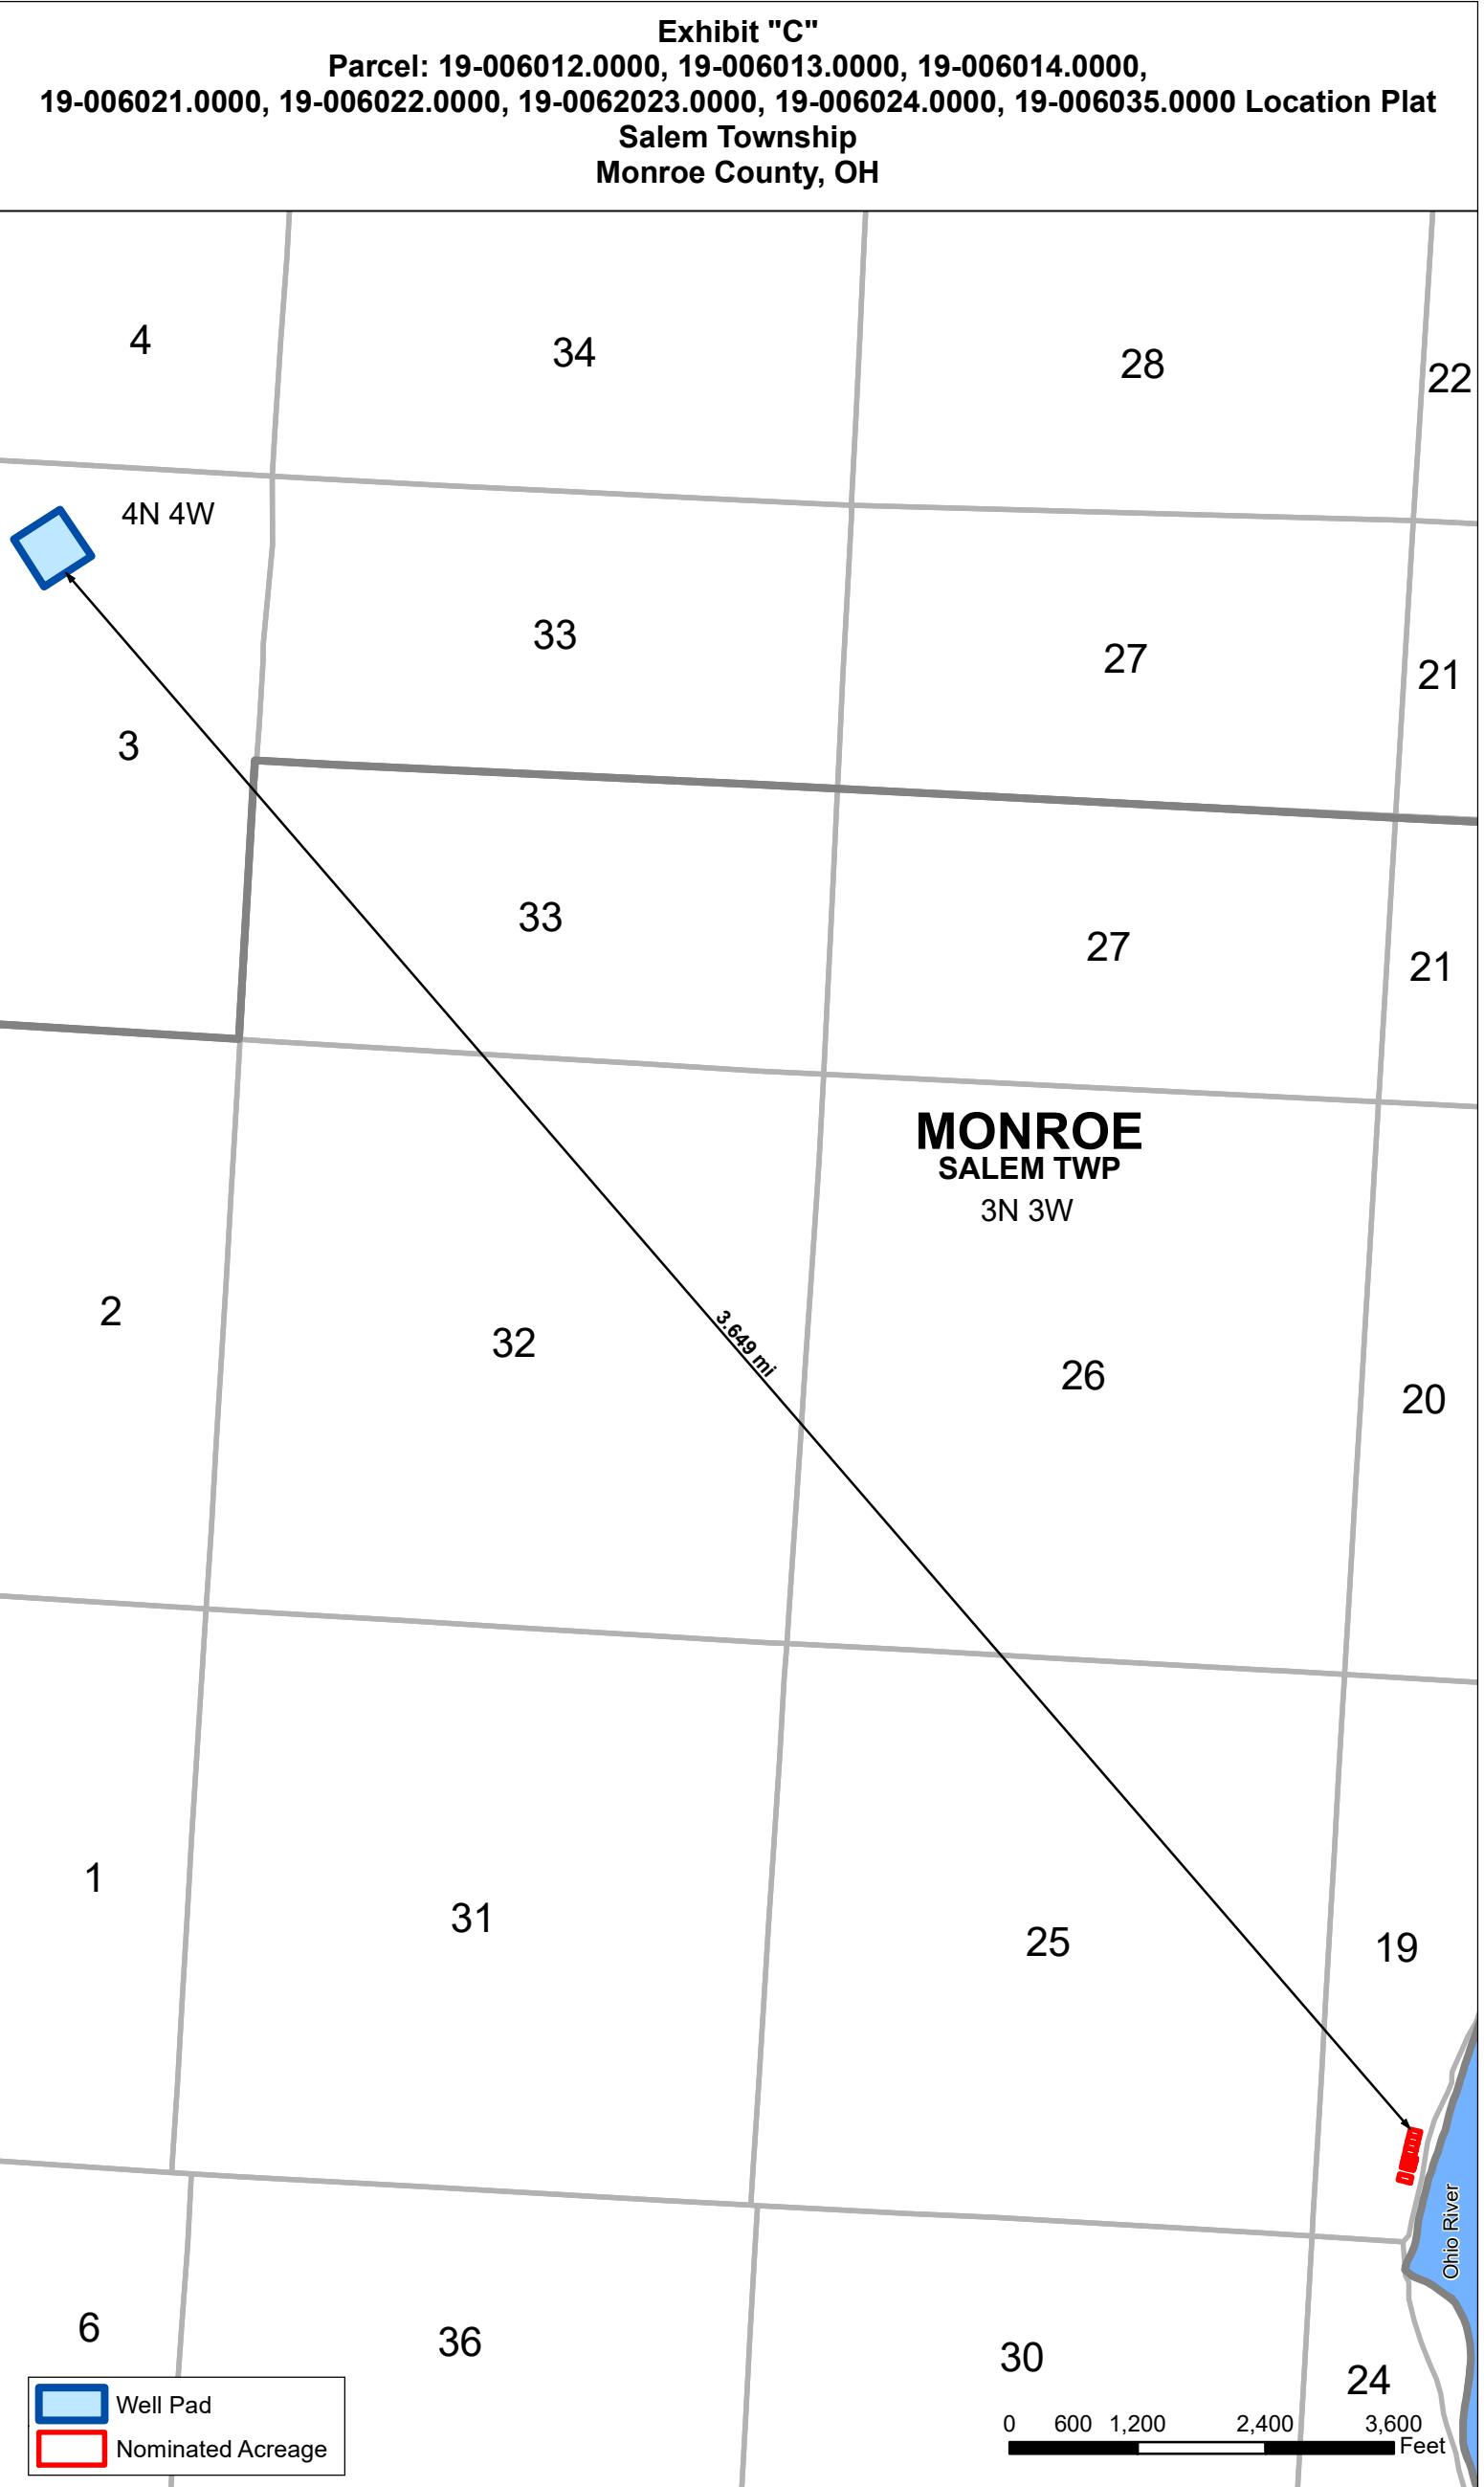 Exhibit "C"
Parcel: 19-006012.0000, 19-006013.0000, 19-006014.0000,
19-006021.0000, 19-006022.0000, 19-0062023.0000, 19-006024.0000, 19-006035.0000 Location Plat
Salem Township
Monroe County, OH
4
34
28
22
4N 4W
33
27
21
3
33
27
21
MONROE
SALEM TWP
3N 3W
2
32
3.649 mi
26
20
1
31
25
19
Ohio River
6
36
30
24
Well Pad
Nominated Acreage
0 600 1,200 2,400 3,600
Feet